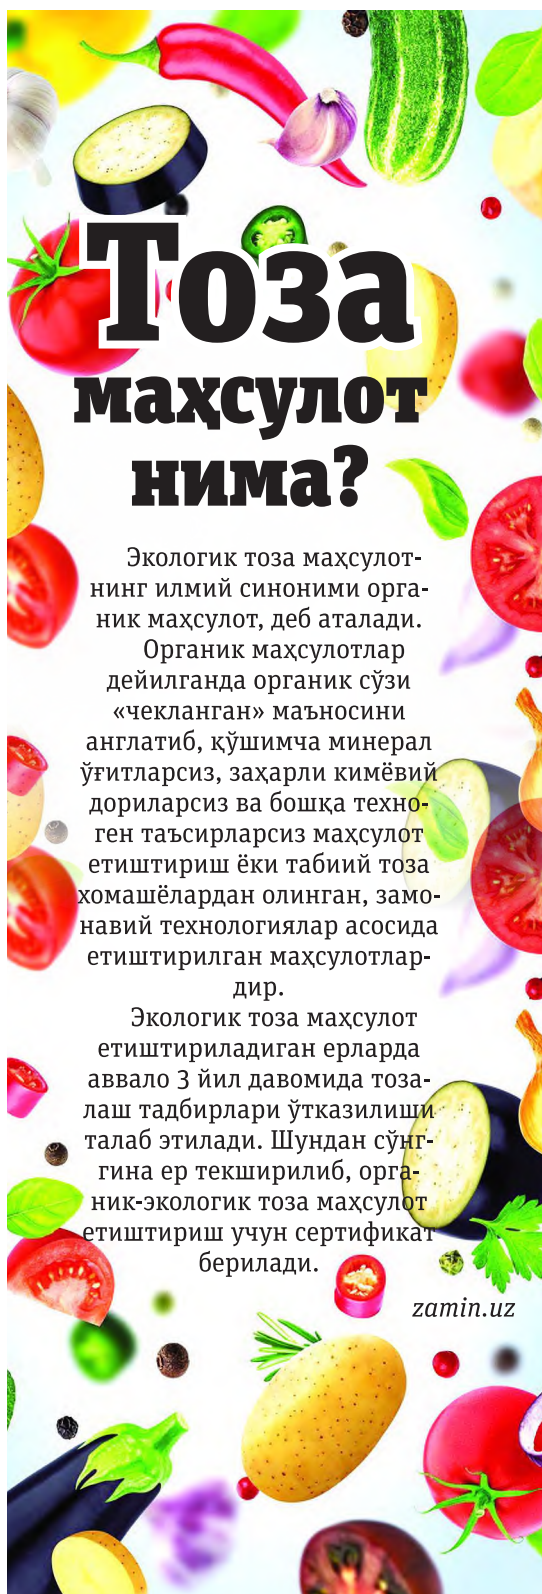 Тоза
маҳсулот
нима?
Экологик тоза маҳсулот-
нинг илмий синоними орга-
ник маҳсулот, деб аталади.
Органик маҳсулотлар
дейилганда органик сўзи
«чекланган» маъносини
англатиб, қўшимча минерал
ўғитларсиз, заҳарли кимёвий
дориларсиз ва бошқа техно-
ген таъсирларсиз маҳсулот
етиштириш ёки табиий тоза
хомашёлардан олинган, замо-
навий технологиялар асосида
етиштирилган маҳсулотлар-
дир.
Экологик тоза маҳсулот
етиштириладиган ерларда
аввало 3 йил давомида тоза-
лаш тадбирлари ўтказилиши
талаб этилади. Шундан сўнг-
гина ер текширилиб, орга-
ник-экологик тоза маҳсулот
етиштириш учун сертификат
берилади.
zamin.uz